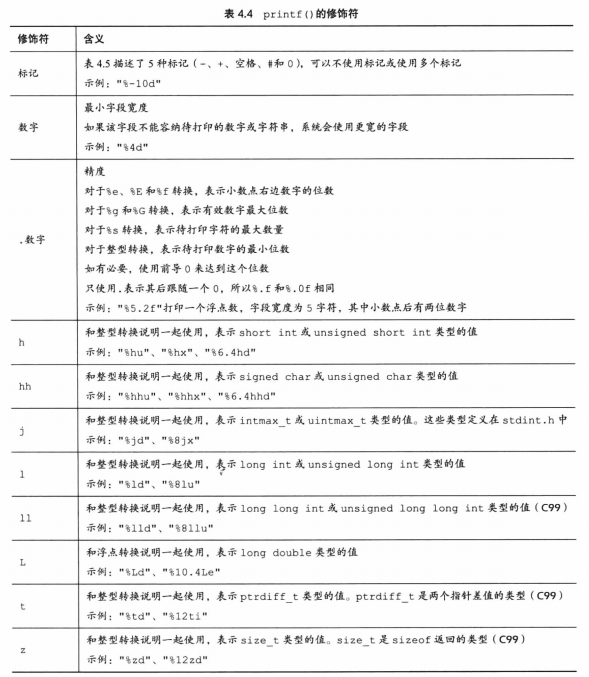 表 4.4 printf()的修饰符
修饰符 含义
标记
表 4.5 描述了 5 种标记（-、+、空格、#和 0），可以不使用标记或使用多个标记
示例："%-10d"
数字
最小字段宽度
如果该字段不能容纳待打印的数字或字符串，系统会使用更宽的字段
示例："%4d"
.数字
精度
对于%e、%E 和%f 转换，表示小数点右边数字的位数
对于%g 和%G 转换，表示有效数字最大位数
对于%s 转换，表示待打印字符的最大数量
对于整型转换，表示待打印数字的最小位数
如有必要，使用前导 0 来达到这个位数
只使用.表示其后跟随一个 0，所以%.f 和%.0f 相同
示例："%5.2f"打印一个浮点数，字段宽度为 5 字符，其中小数点后有两位数字
h
和整型转换说明一起使用，表示 short int 或 unsigned short int 类型的值
示例："%hu"、"%hx"、"%6.4hd"
hh
和整型转换说明一起使用，表示 signed char 或 unsigned char 类型的值
示例："%hhu"、"%hhx"、"%6.4hhd"
j
和整型转换说明一起使用，表示 intmax_t 或 uintmax_t 类型的值。这些类型定义在 stdint.h 中
示例："%jd"、"%8jx"
l
和整型转换说明一起使用，表示 long int 或 unsigned long int 类型的值
示例："%ld"、"%8lu"
ll
和整型转换说明一起使用，表示 long long int 或 unsigned long long int 类型的值（C99）
示例："%lld"、"%8llu"
L
和浮点转换说明一起使用，表示 long double 类型的值
示例："%Ld"、"%10.4Le"
t
和整型转换说明一起使用，表示 ptrdiff_t 类型的值。ptrdiff_t 是两个指针差值的类型（C99）
示例："%td"、"%12ti"
z
和整型转换说明一起使用，表示 size_t 类型的值。size_t 是 sizeof 返回的类型（C99）
示例："%zd"、"%12zd"